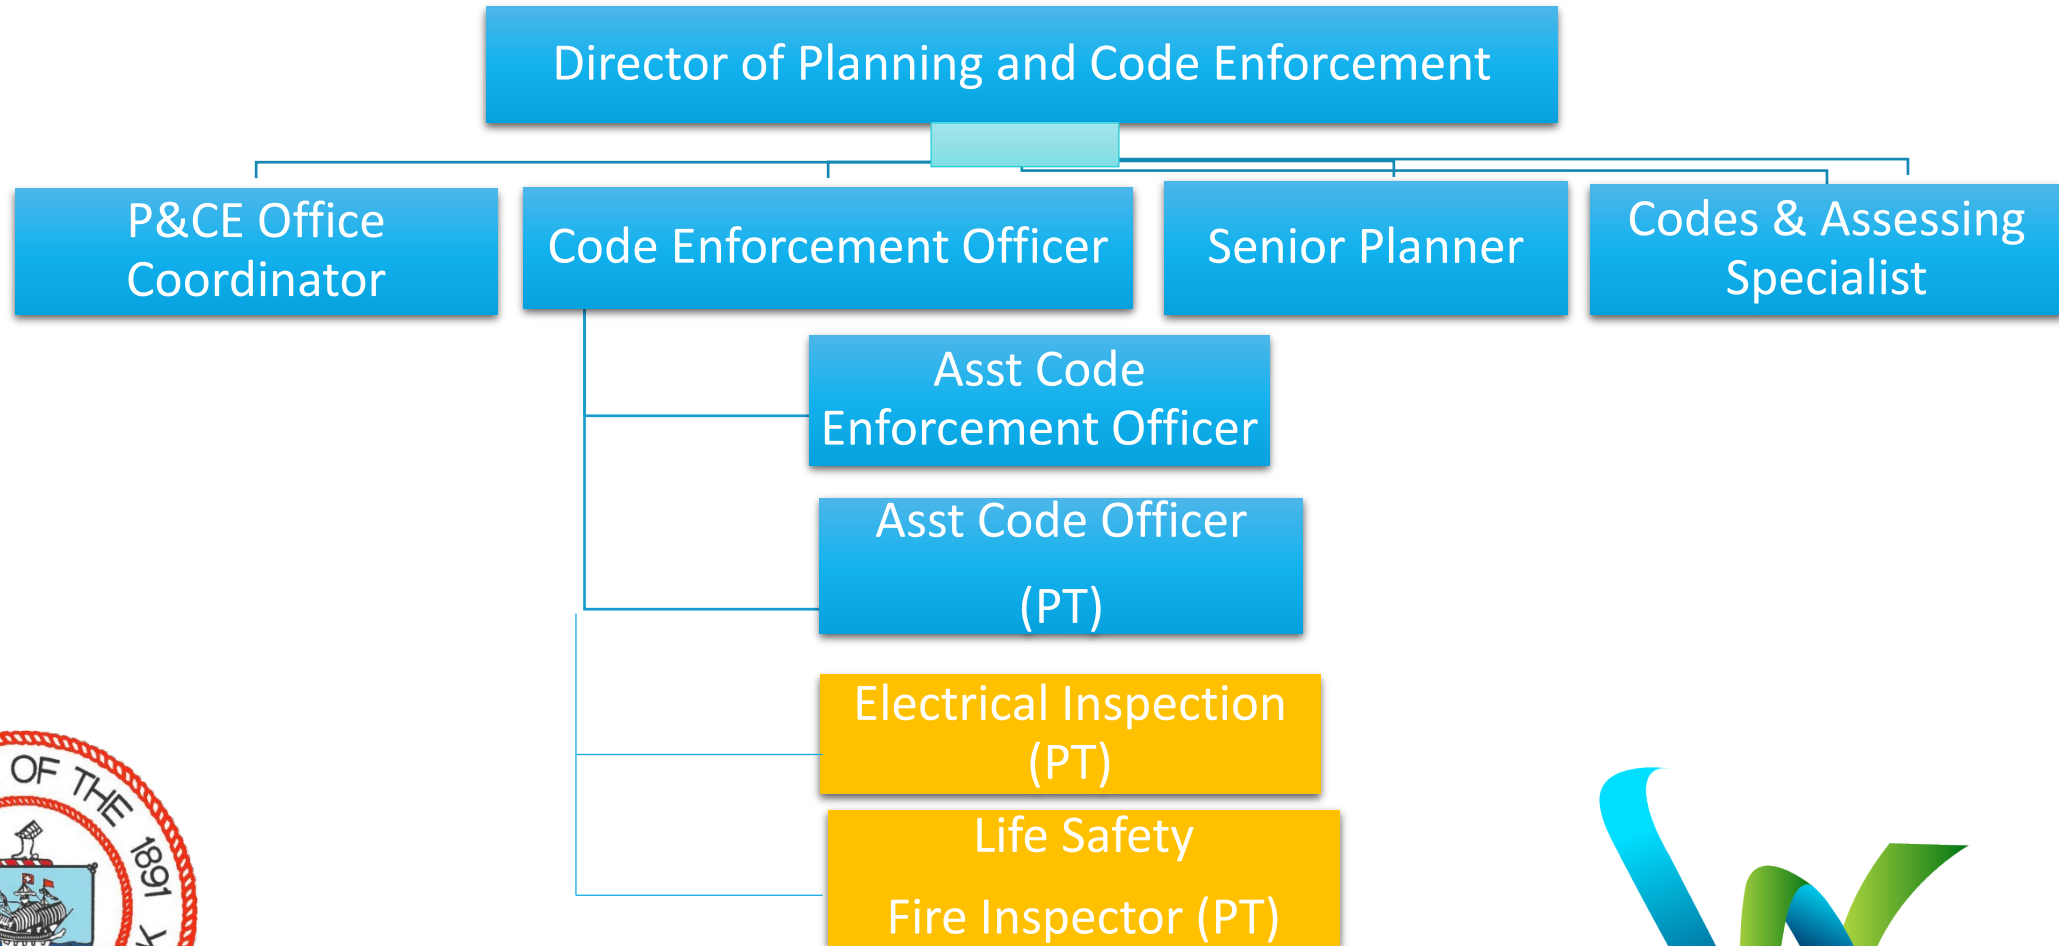 Director of Planning and Code Enforcement
P&CE Office
Coordinator
Code Enforcement Officer
Senior Planner
Codes & Assessing
Specialist
Asst Code
Enforcement Officer
Asst Code Officer
(PT)
Electrical Inspection
(PT)
Life Safety
Fire Inspector (PT)
OF THE 1891